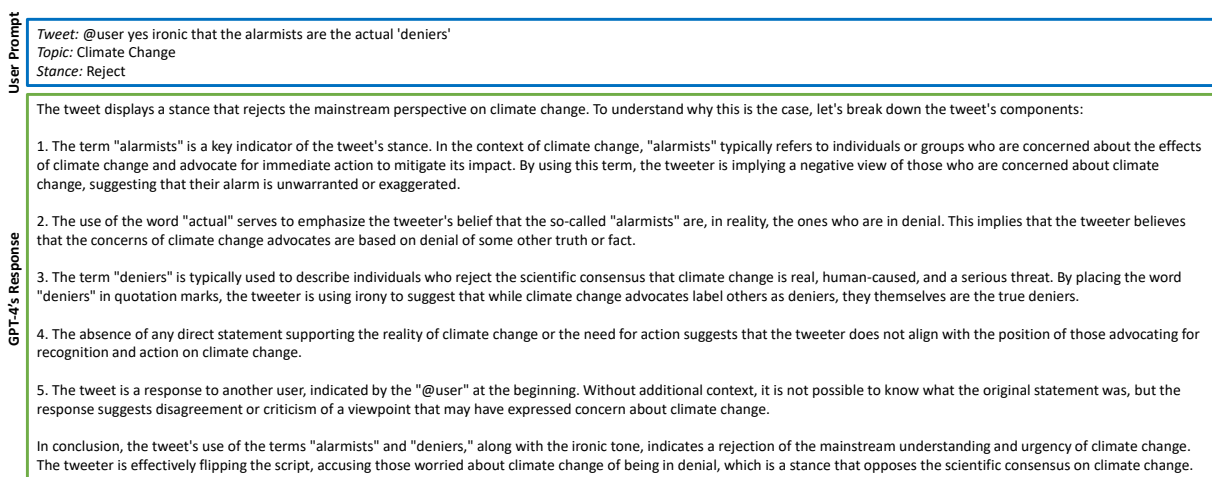 User Prompt
Tweet: @user yes ironic that the alarmists are the actual 'deniers'
Topic: Climate Change
Stance: Reject
GPT-4's Response
The tweet displays a stance that rejects the mainstream perspective on climate change. To understand why this is the case, let's break down the tweet's components:
1. The term "alarmists" is a key indicator of the tweet's stance. In the context of climate change, "alarmists" typically refers to individuals or groups who are concerned about the effects
of climate change and advocate for immediate action to mitigate its impact. By using this term, the tweeter is implying a negative view of those who are concerned about climate
change, suggesting that their alarm is unwarranted or exaggerated.
2. The use of the word "actual" serves to emphasize the tweeter's belief that the so-called "alarmists" are, in reality, the ones who are in denial. This implies that the tweeter believes
that the concerns of climate change advocates are based on denial of some other truth or fact.
3. The term "deniers" is typically used to describe individuals who reject the scientific consensus that climate change is real, human-caused, and a serious threat. By placing the word
"deniers" in quotation marks, the tweeter is using irony to suggest that while climate change advocates label others as deniers, they themselves are the true deniers.
4. The absence of any direct statement supporting the reality of climate change or the need for action suggests that the tweeter does not align with the position of those advocating for
recognition and action on climate change.
5. The tweet is a response to another user, indicated by the "@user" at the beginning. Without additional context, it is not possible to know what the original statement was, but the
response suggests disagreement or criticism of a viewpoint that may have expressed concern about climate change.
In conclusion, the tweet's use of the terms "alarmists" and "deniers," along with the ironic tone, indicates a rejection of the mainstream understanding and urgency of climate change.
The tweeter is effectively flipping the script, accusing those worried about climate change of being in denial, which is a stance that opposes the scientific consensus on climate change.